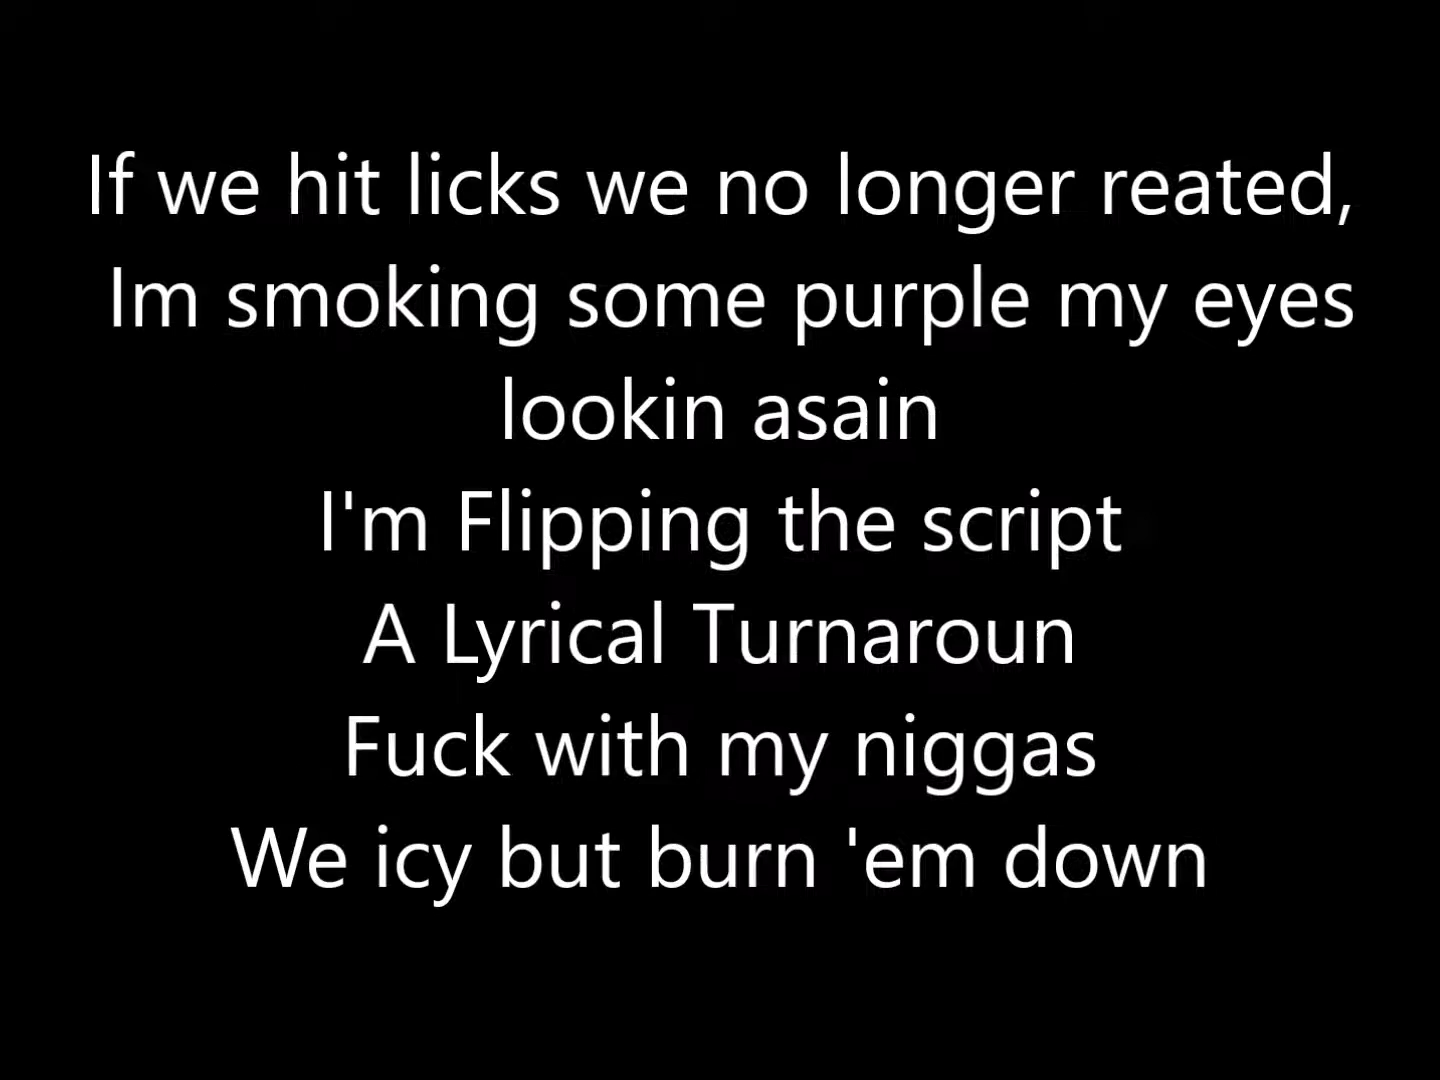 If we hit licks we no longer reated,
Im smoking some purple my eyes
lookin asain
I'm Flipping the script
A Lyrical Turnaroun
Fuck with my niggas
We icy but burn 'em down